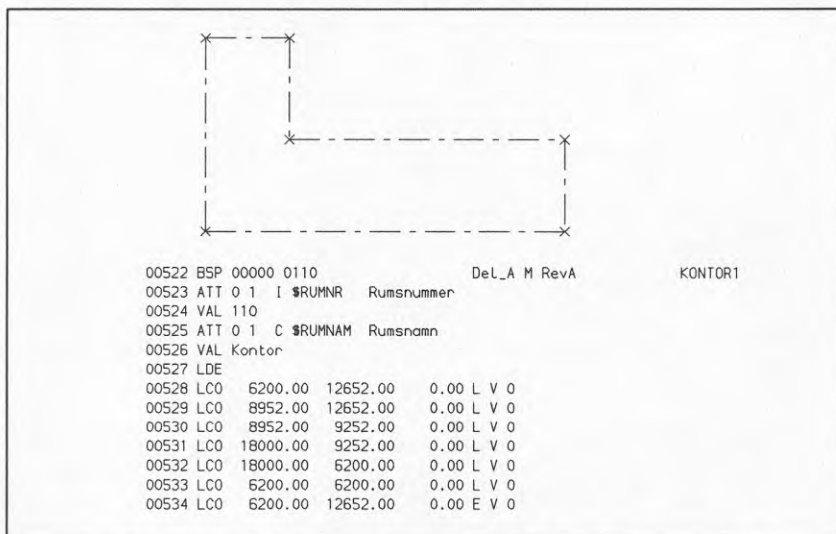 00522 BSP 00000 0110 Del_A M RevA KONTOR1
00523 ATT 0 1 I $RUMNR Rumsnummer
00524 VAL 110
00525 ATT 0 1 C $RUMNAM Rumsnamn
00526 VAL Kontor
00527 LDE
00528 LCO 6200.00 12652.00 0.00 L V 0
00529 LCO 8952.00 12652.00 0.00 L V 0
00530 LCO 8952.00 9252.00 0.00 L V 0
00531 LCO 18000.00 9252.00 0.00 L V 0
00532 LCO 18000.00 6200.00 0.00 L V 0
00533 LCO 6200.00 6200.00 0.00 L V 0
00534 LCO 6200.00 12652.00 0.00 E V 0